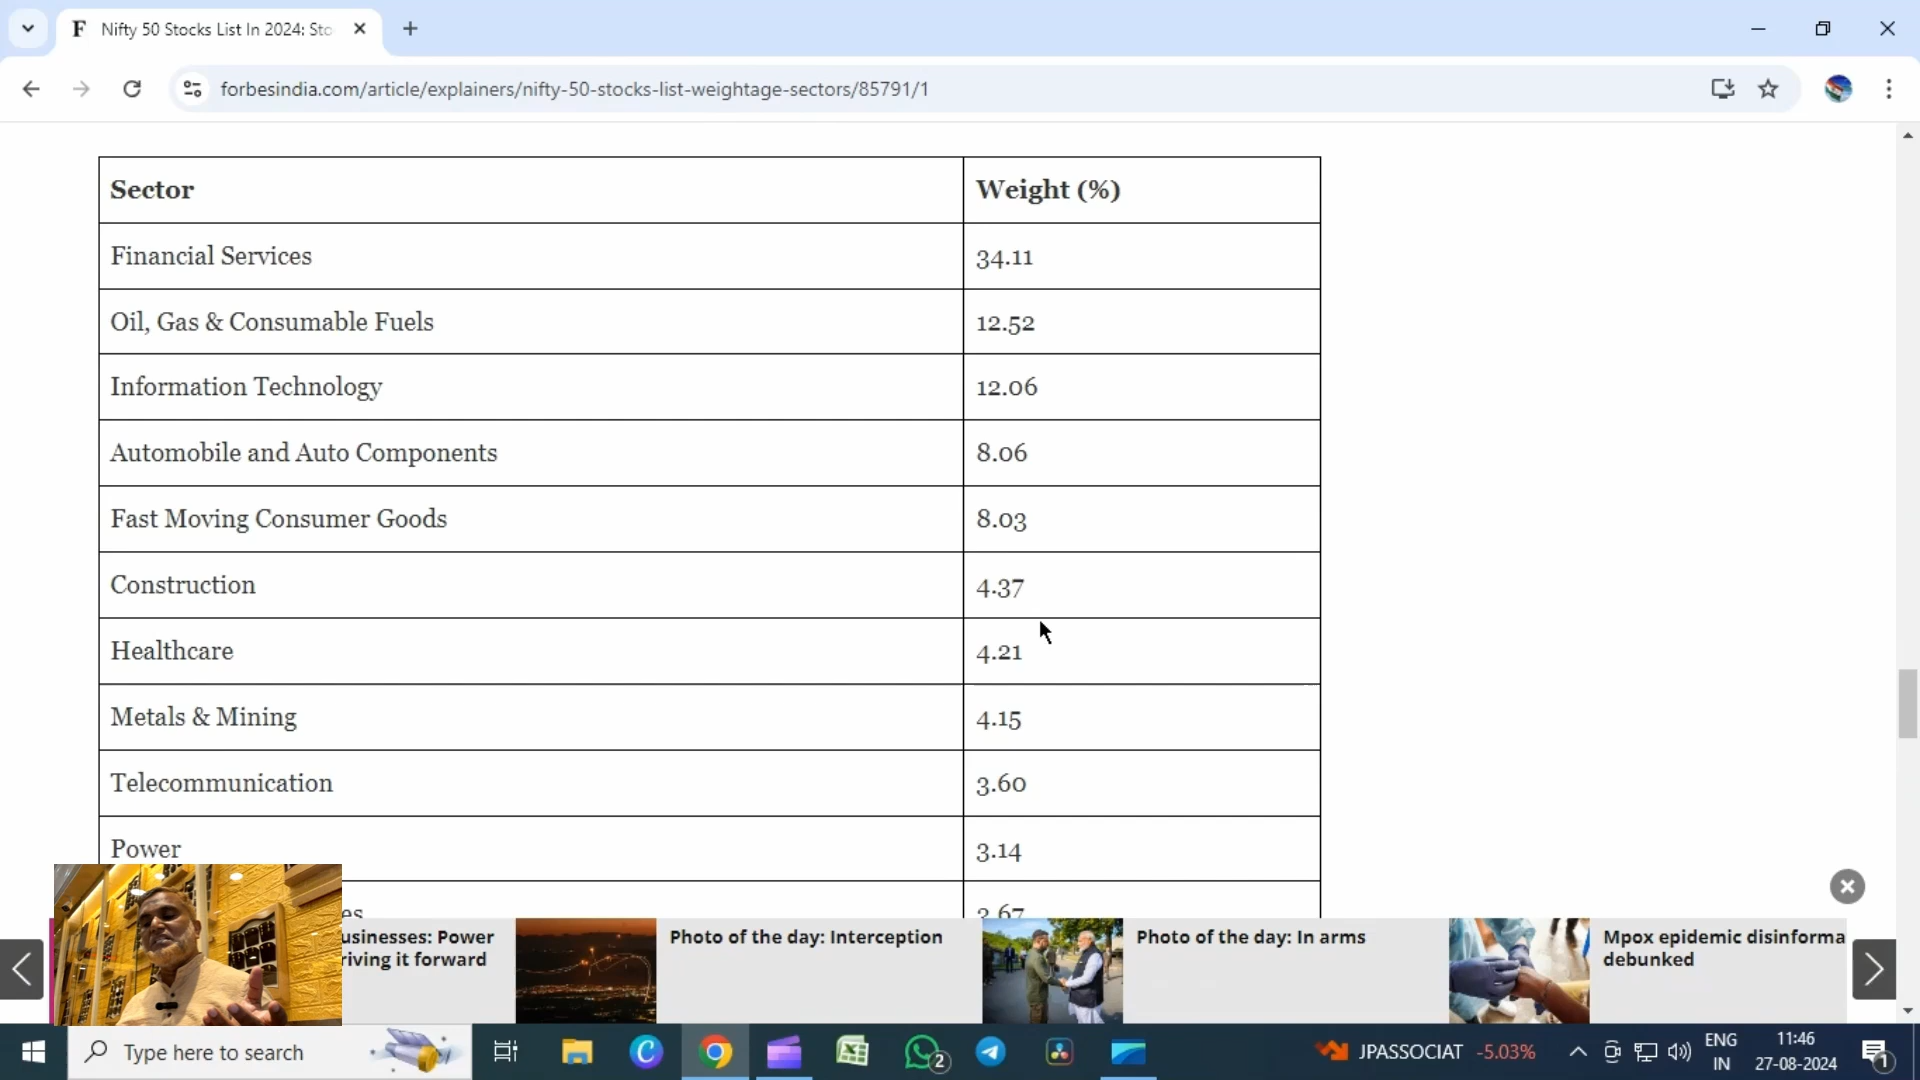 Nifty 50 Stocks List In 2024: Sto
forbesindia.com/article/explainers/nifty-50-stocks-list-weightage-sectors/85791/1
Sector Weight (%)
Financial Services 34.11
Oil, Gas & Consumable Fuels 12.52
Information Technology 12.06
Automobile and Auto Components 8.06
Fast Moving Consumer Goods 8.03
Construction 4.37
Healthcare 4.21
Metals & Mining 4.15
Telecommunication 3.60
Power 3.14
usinesses: Power
riving it forward
Photo of the day: Interception
Photo of the day: In arms
Mpox epidemic disinforma
debunked
Type here to search
2
JPASSOCIAT -5.03%
ENG
IN
11:46
27-08-2024
1